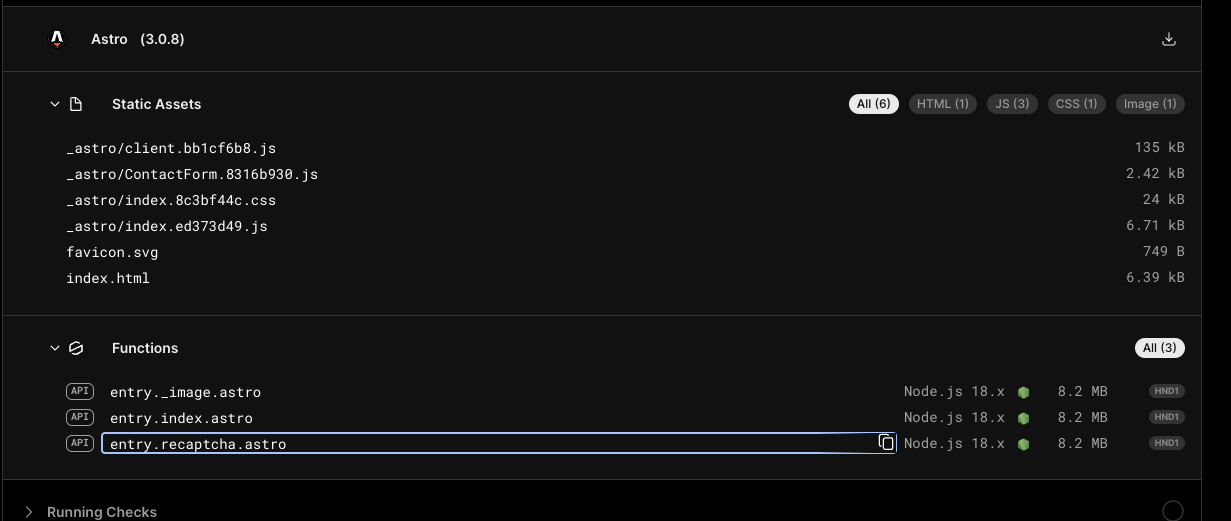 Astro (3.0.8)
Static Assets All (6) HTML (1) JS (3) CSS (1) Image (1)
_astro/client.bb1cf6b8.js 135 kB
_astro/ContactForm.8316b930.js 2.42 kB
_astro/index.8c3bf44c.css 24 kB
_astro/index.ed373d49.js 6.71 kB
favicon.svg 749 B
index.html 6.39 kB
Functions All (3)
API entry._image.astro Node.js 18.x 8.2 MB HND1
API entry.index.astro Node.js 18.x 8.2 MB HND1
API entry.recaptcha.astro Node.js 18.x 8.2 MB HND1
Running Checks